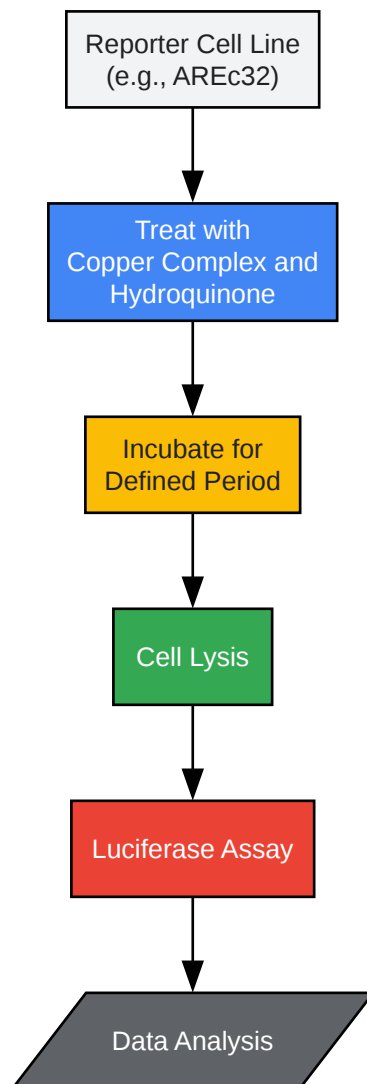 Reporter Cell Line
(e.g., AREc32)
Treat with
Copper Complex and
Hydroquinone
Incubate for
Defined Period
Cell Lysis
Luciferase Assay
Data Analysis